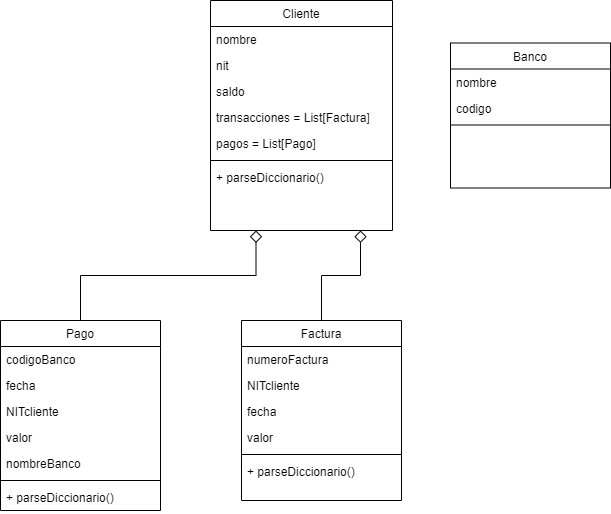 Cliente
nombre
nit
saldo
transacciones = List[Factura]
pagos = List[Pago]
+ parseDiccionario()
Banco
nombre
codigo
Pago
codigoBanco
fecha
NITcliente
valor
nombreBanco
+ parseDiccionario()
Factura
numeroFactura
NITcliente
fecha
valor
+ parseDiccionario()